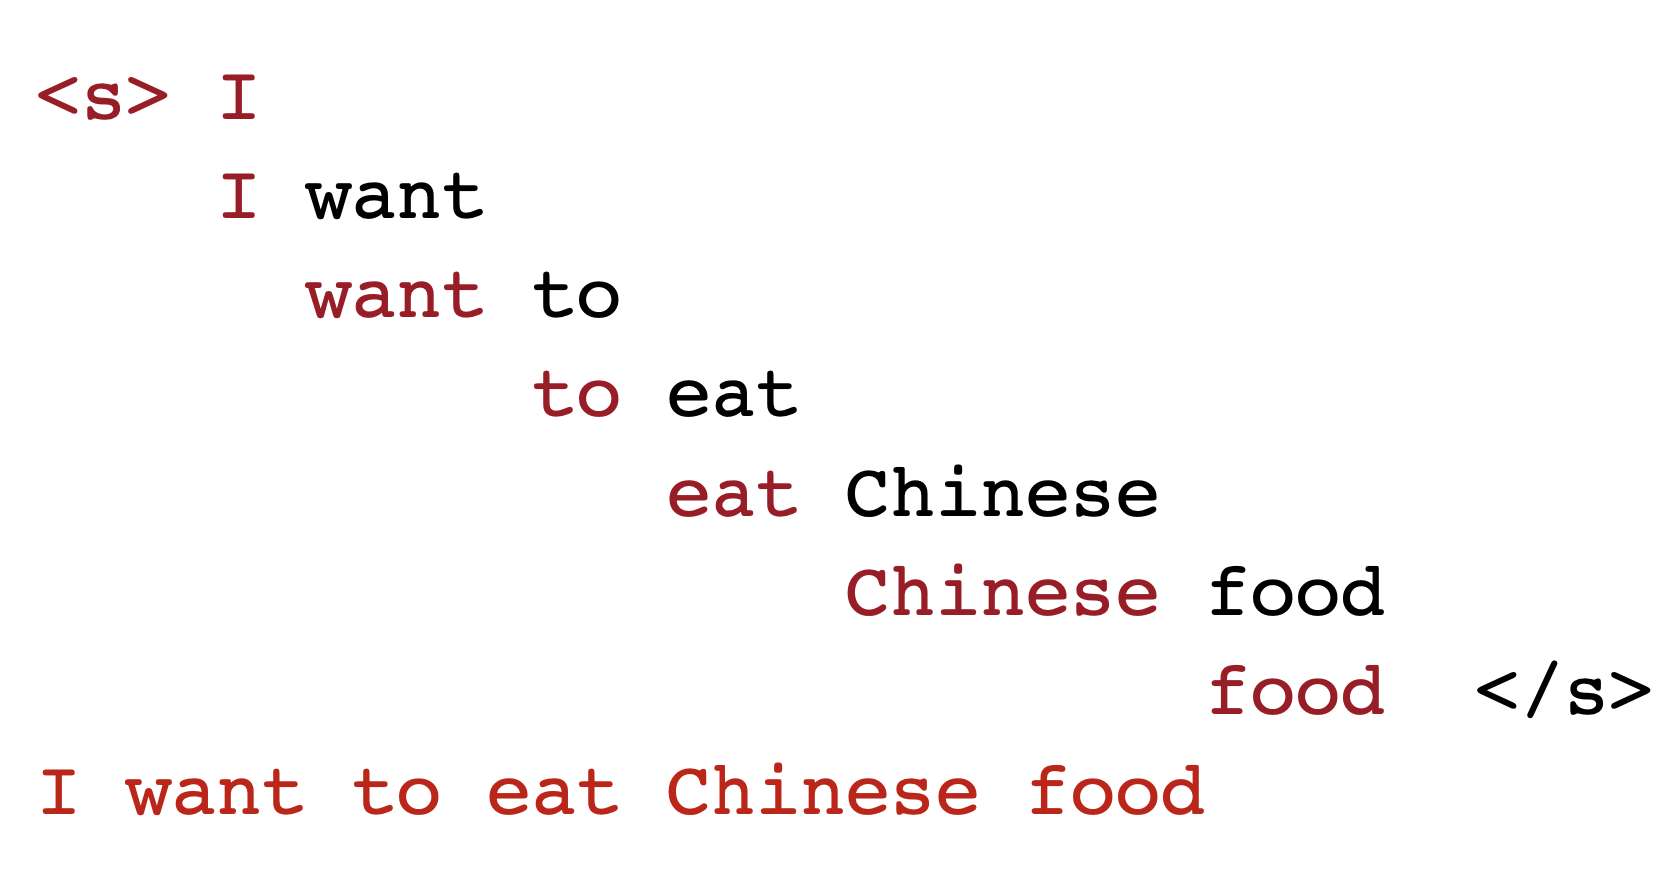 <s> I
I want
want to
to eat
eat Chinese
Chinese food
food </s>
I want to eat Chinese food